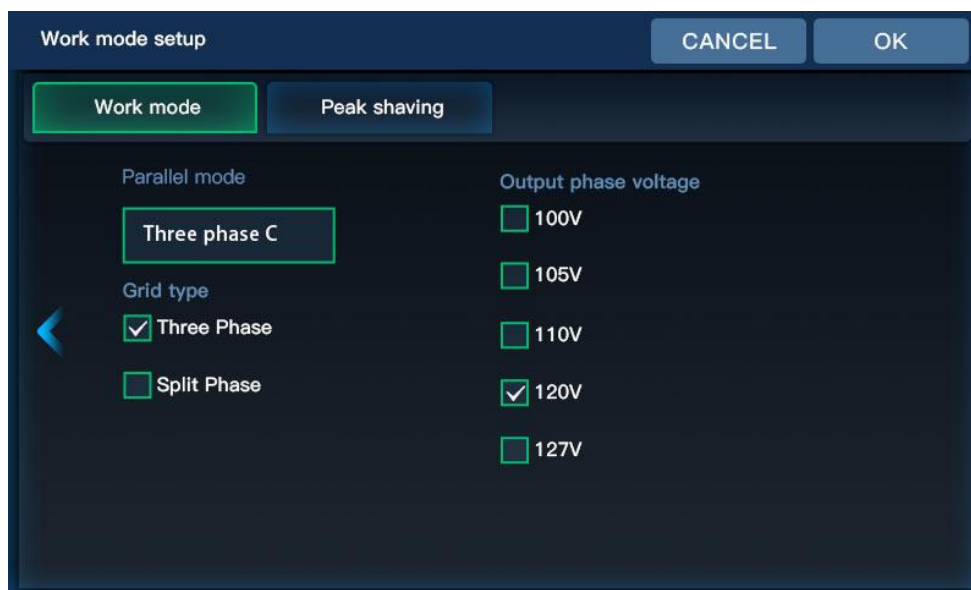 Work mode setup
CANCEL
OK
Work mode
Peak shaving
Parallel mode
Three phase C
Grid type
Three Phase
Split Phase
Output phase voltage
100V
105V
110V
120V
127V